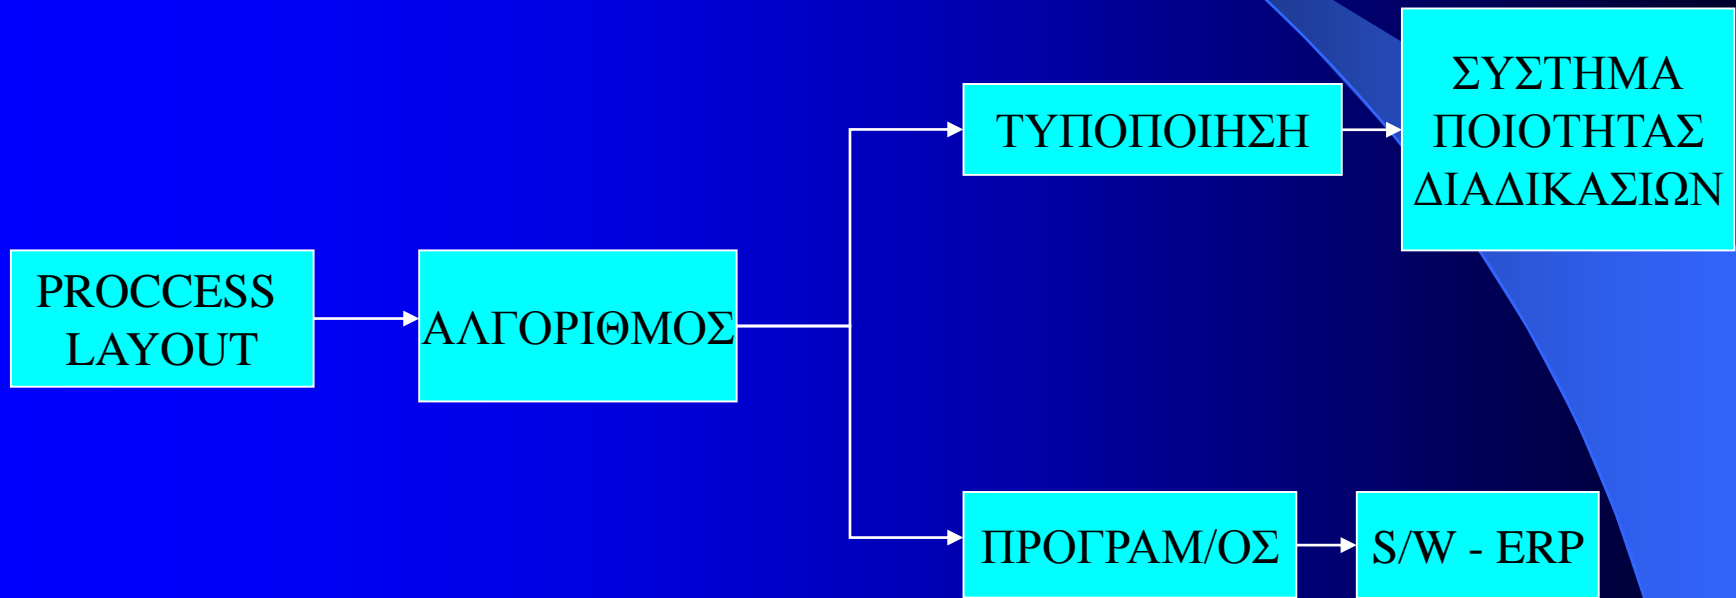 PROCCESS
LAYOUT
ΑΛΓΟΡΙΘΜΟΣ
ΤΥΠΟΠΟΙΗΣΗ
ΣΥΣΤΗΜΑ
ΠΟΙΟΤΗΤΑΣ
ΔΙΑΔΙΚΑΣΙΩΝ
ΠΡΟΓΡΑΜ/ΟΣ
S/W - ERP